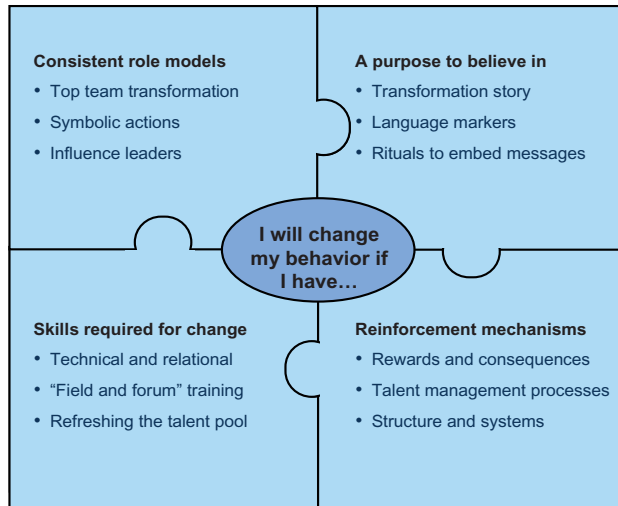 Consistent role models
• Top team transformation
• Symbolic actions
• Influence leaders
A purpose to believe in
• Transformation story
• Language markers
• Rituals to embed messages
I will change
my behavior if
I have…
Skills required for change
• Technical and relational
• “Field and forum” training
• Refreshing the talent pool
Reinforcement mechanisms
• Rewards and consequences
• Talent management processes
• Structure and systems